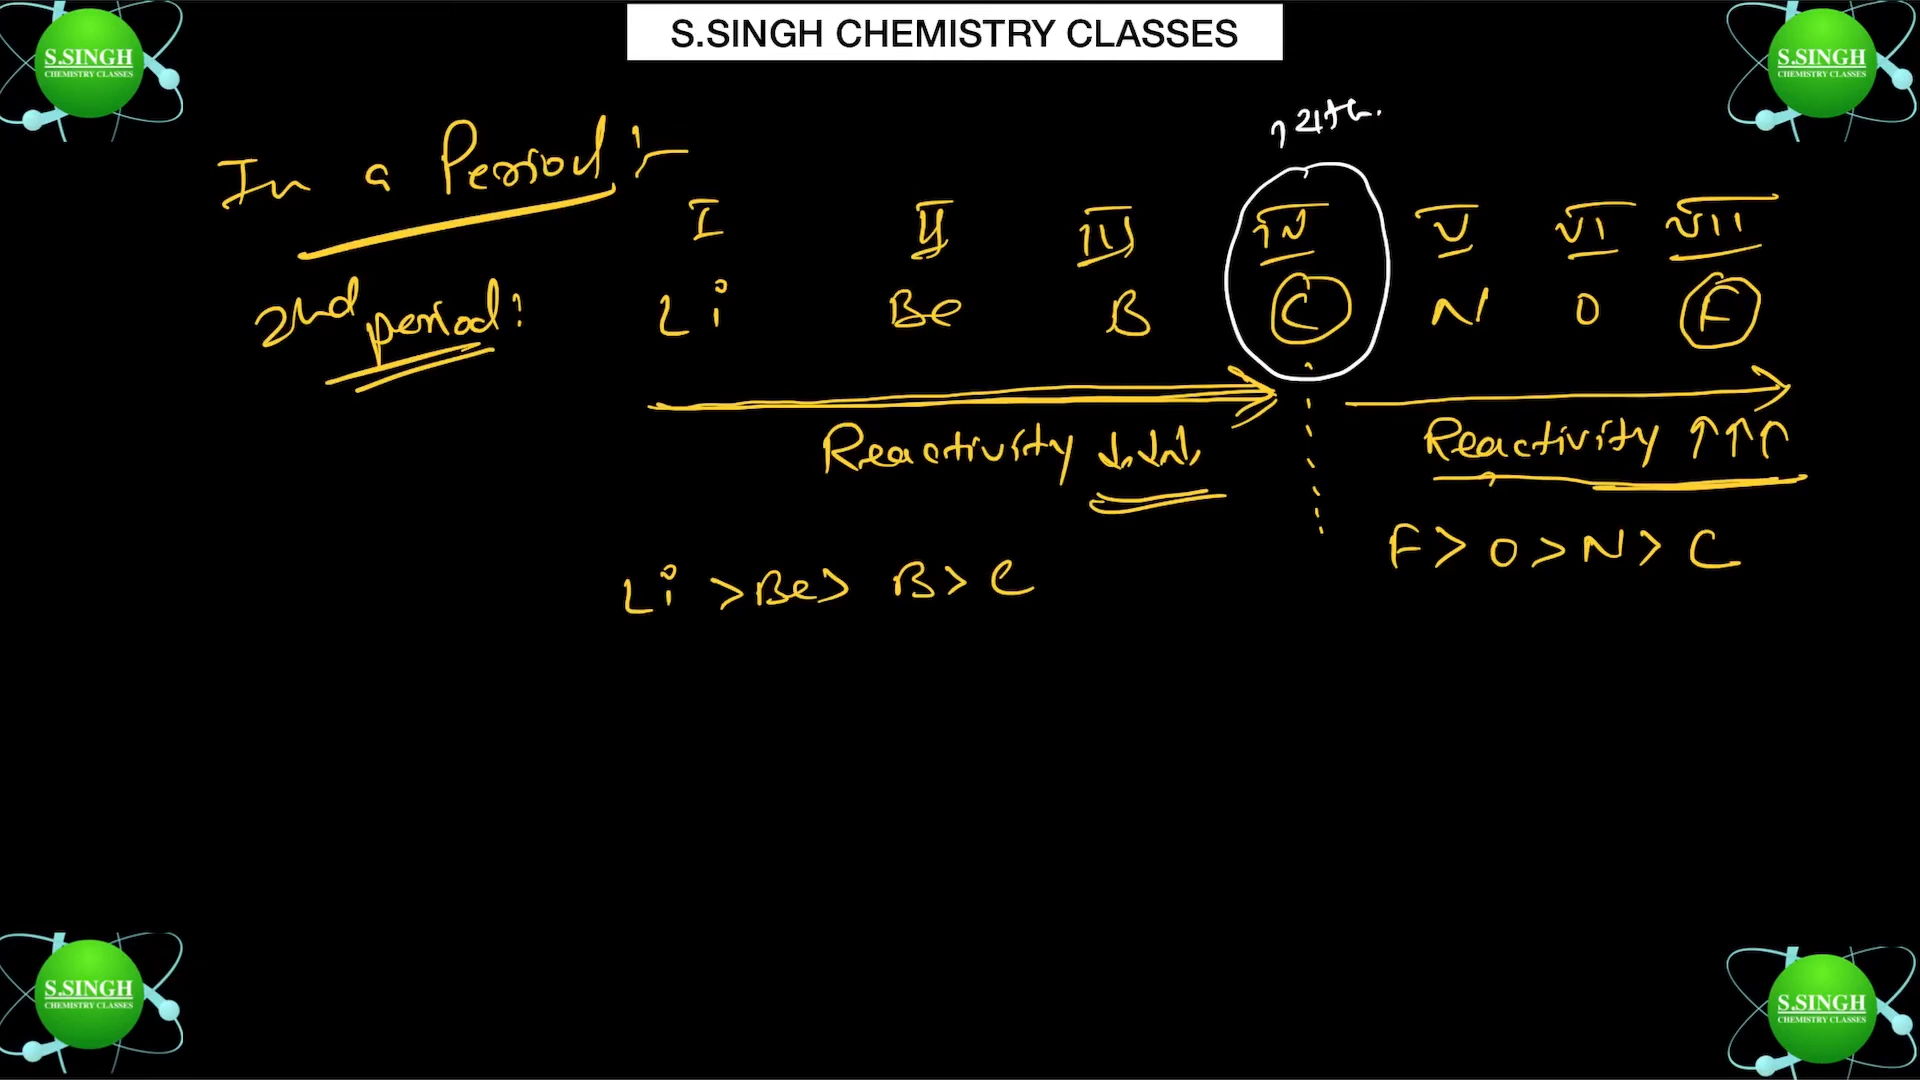 S.SINGH CHEMISTRY CLASSES
S.SINGH
CHEMISTRY CLASSES
S.SINGH
CHEMISTRY CLASSES
In a Period :-
I II III IV V VI VII
2nd period: Li Be B C N O F
Reactivity ↓↓↓ Reactivity ↑↑↑
F > O > N > C
Li > Be > B > C
S.SINGH
CHEMISTRY CLASSES
S.SINGH
CHEMISTRY CLASSES